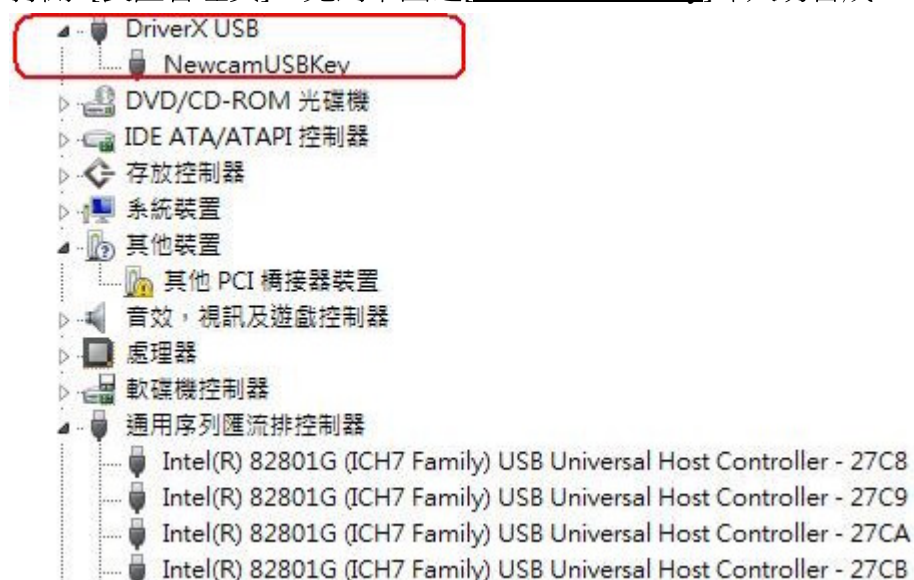 DriverX USB
NewcamUSBKey
DVD/CD-ROM 光碟機
IDE ATA/ATAPI 控制器
存放控制器
系統裝置
其他裝置
其他 PCI 橋接器裝置
音效，視訊及遊戲控制器
處理器
軟碟機控制器
通用序列匯流排控制器
Intel(R) 82801G (ICH7 Family) USB Universal Host Controller - 27C8
Intel(R) 82801G (ICH7 Family) USB Universal Host Controller - 27C9
Intel(R) 82801G (ICH7 Family) USB Universal Host Controller - 27CA
Intel(R) 82801G (ICH7 Family) USB Universal Host Controller - 27CB